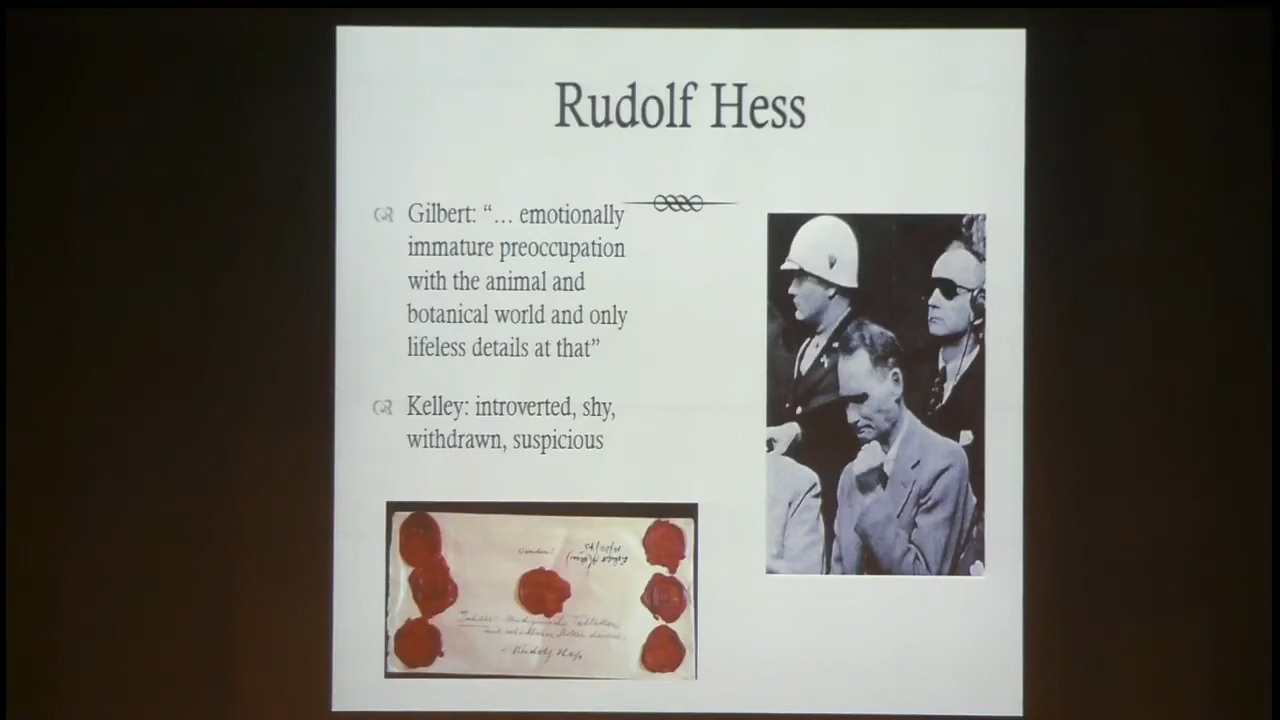 Rudolf Hess
Gilbert: “… emotionally
immature preoccupation
with the animal and
botanical world and only
lifeless details at that”
Kelley: introverted, shy,
withdrawn, suspicious
Rudolf Heß